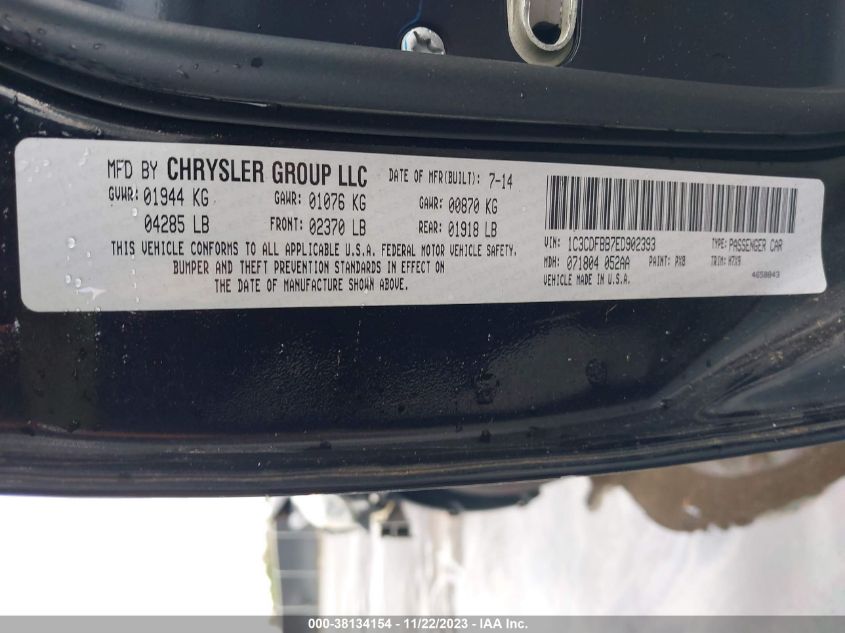 MFD BY CHRYSLER GROUP LLC DATE OF MFR(BUILT): 7-14
GVWR: 01944 KG GAWR: 01076 KG GAWR: 00870 KG
04285 LB FRONT: 02370 LB REAR: 01918 LB
THIS VEHICLE CONFORMS TO ALL APPLICABLE U.S.A. FEDERAL MOTOR VEHICLE SAFETY,
BUMPER AND THEFT PREVENTION STANDARDS IN EFFECT ON
THE DATE OF MANUFACTURE SHOWN ABOVE.
VIN: 1C3CDFBB7ED902393 TYPE: PASSENGER CAR
MDH: 071804 052AA PAINT: PX8 TRIM: H7X9
VEHICLE MADE IN U.S.A. 4658843
000-38134154 - 11/22/2023 - IAA Inc.